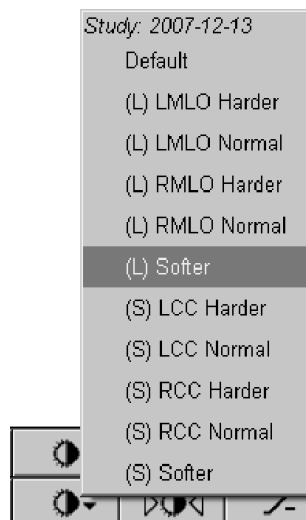 Study: 2007-12-13
Default
(L) LMLO Harder
(L) LMLO Normal
(L) RMLO Harder
(L) RMLO Normal
(L) Softer
(S) LCC Harder
(S) LCC Normal
(S) RCC Harder
(S) RCC Normal
(S) Softer